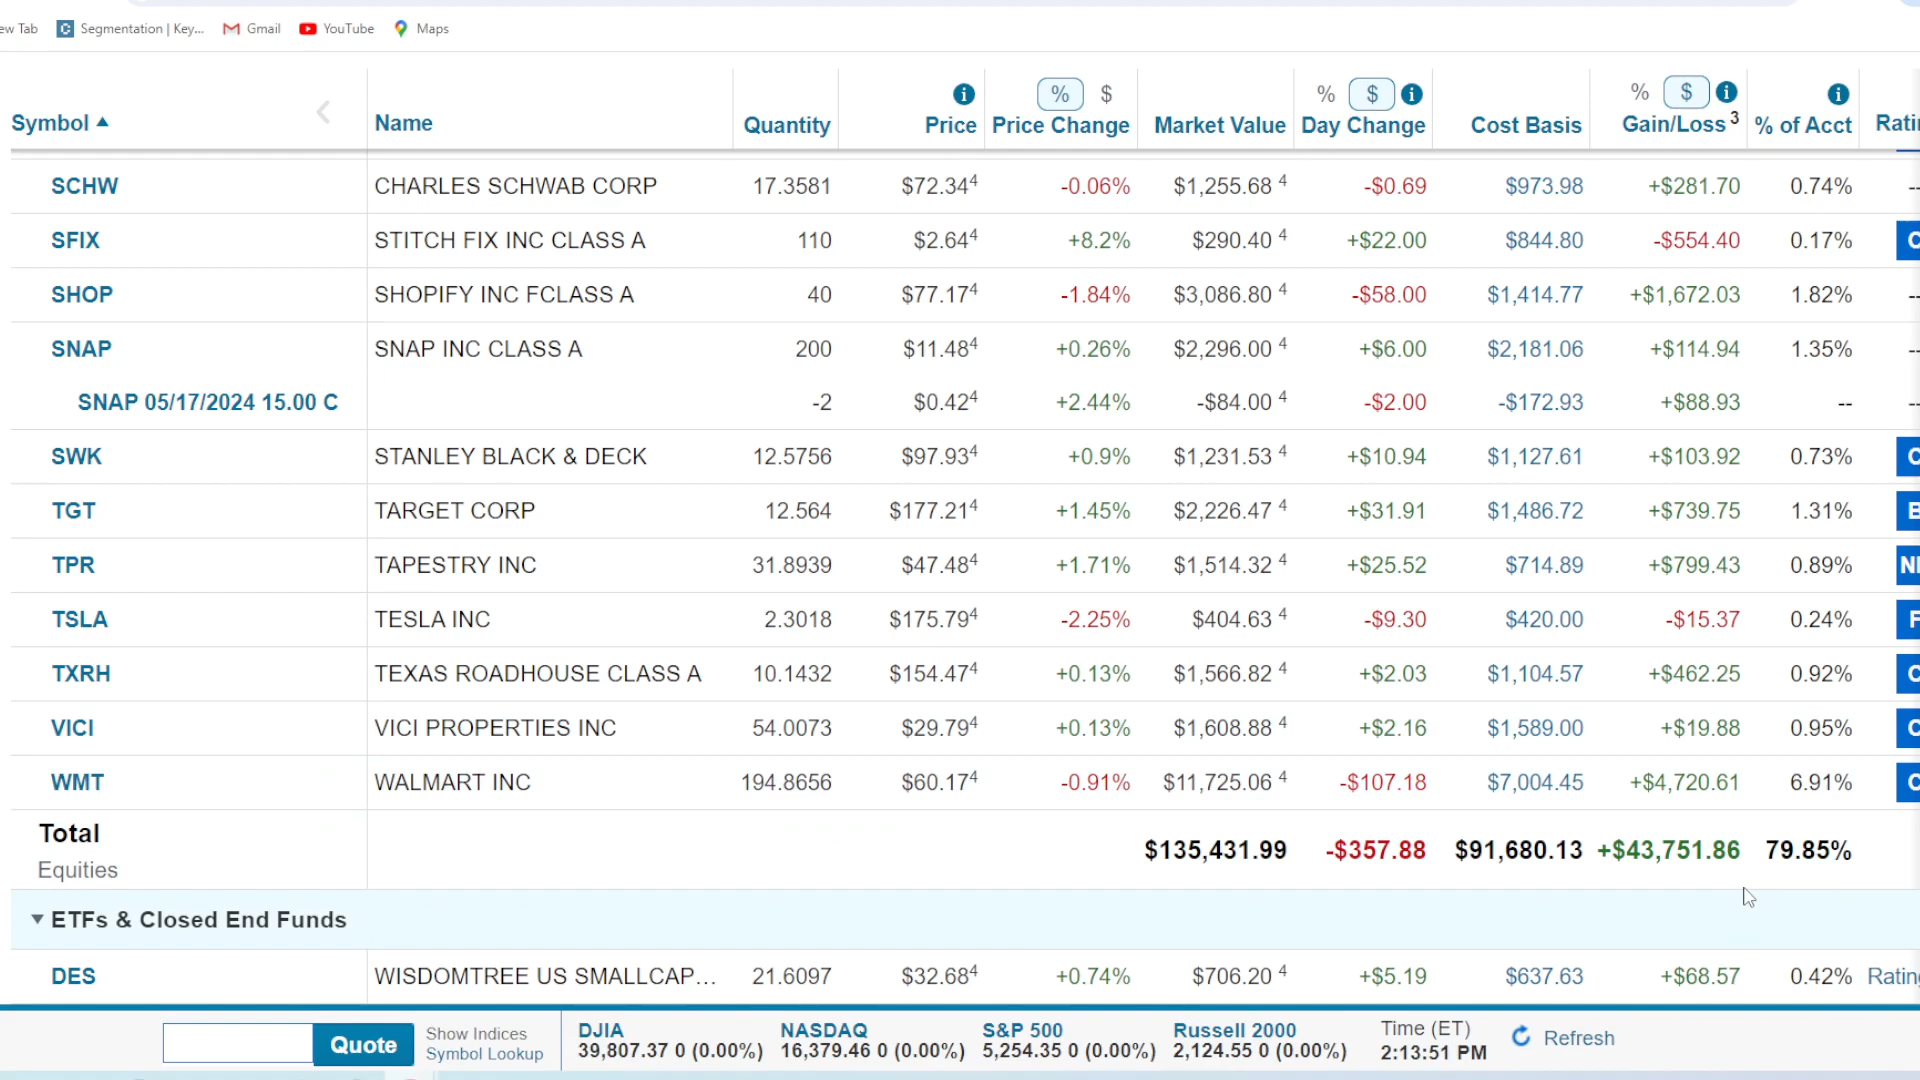 ew Tab Segmentation | Key... Gmail YouTube Maps
% $ % $ % $
Symbol Name Quantity Price Price Change Market Value Day Change Cost Basis Gain/Loss 3 % of Acct Ratin
SCHW CHARLES SCHWAB CORP 17.3581 $72.34 4 -0.06% $1,255.68 4 -$0.69 $973.98 +$281.70 0.74% --
SFIX STITCH FIX INC CLASS A 110 $2.64 4 +8.2% $290.40 4 +$22.00 $844.80 -$554.40 0.17% C
SHOP SHOPIFY INC FCLASS A 40 $77.17 4 -1.84% $3,086.80 4 -$58.00 $1,414.77 +$1,672.03 1.82% --
SNAP SNAP INC CLASS A 200 $11.48 4 +0.26% $2,296.00 4 +$6.00 $2,181.06 +$114.94 1.35% --
SNAP 05/17/2024 15.00 C -2 $0.42 4 +2.44% -$84.00 4 -$2.00 -$172.93 +$88.93 -- --
SWK STANLEY BLACK & DECK 12.5756 $97.93 4 +0.9% $1,231.53 4 +$10.94 $1,127.61 +$103.92 0.73% C
TGT TARGET CORP 12.564 $177.21 4 +1.45% $2,226.47 4 +$31.91 $1,486.72 +$739.75 1.31% B
TPR TAPESTRY INC 31.8939 $47.48 4 +1.71% $1,514.32 4 +$25.52 $714.89 +$799.43 0.89%
TSLA TESLA INC 2.3018 $175.79 4 -2.25% $404.63 4 -$9.30 $420.00 -$15.37 0.24% F
TXRH TEXAS ROADHOUSE CLASS A 10.1432 $154.47 4 +0.13% $1,566.82 4 +$2.03 $1,104.57 +$462.25 0.92% C
VICI VICI PROPERTIES INC 54.0073 $29.79 4 +0.13% $1,608.88 4 +$2.16 $1,589.00 +$19.88 0.95% C
WMT WALMART INC 194.8656 $60.17 4 -0.91% $11,725.06 4 -$107.18 $7,004.45 +$4,720.61 6.91% C
Total $135,431.99 -$357.88 $91,680.13 +$43,751.86 79.85%
Equities
ETFs & Closed End Funds
DES WISDOMTREE US SMALLCAP... 21.6097 $32.68 4 +0.74% $706.20 4 +$5.19 $637.63 +$68.57 0.42% Rating
Quote Show Indices DJIA NASDAQ S&P 500 Russell 2000 Time (ET) Refresh
Symbol Lookup 39,807.37 0 (0.00%) 16,379.46 0 (0.00%) 5,254.35 0 (0.00%) 2,124.55 0 (0.00%) 2:13:51 PM